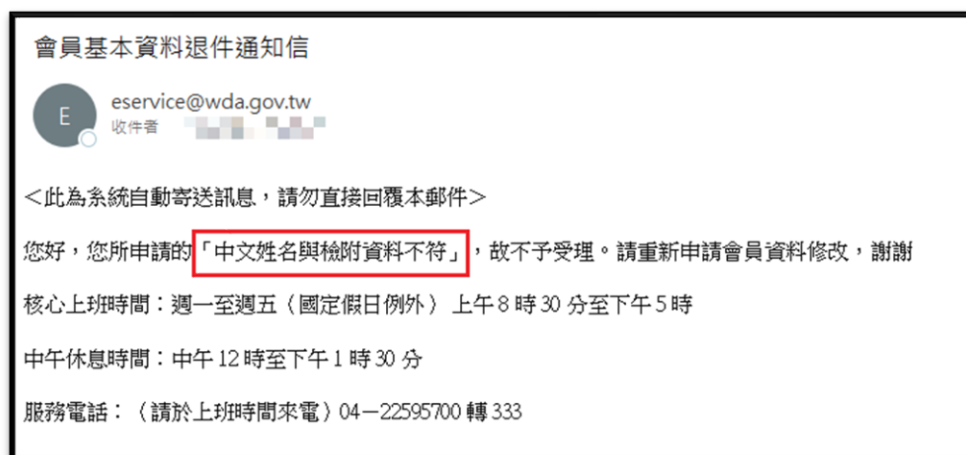 會員基本資料退件通知信
E
eservice@wda.gov.tw
收件者
＜此為系統自動寄送訊息，請勿直接回覆本郵件＞
您好，您所申請的「中文姓名與檢附資料不符」，故不予受理。請重新申請會員資料修改，謝謝
核心上班時間：週一至週五（國定假日例外） 上午 8 時 30 分至下午 5 時
中午休息時間：中午 12 時至下午 1 時 30 分
服務電話：（請於上班時間來電）04－22595700 轉 333